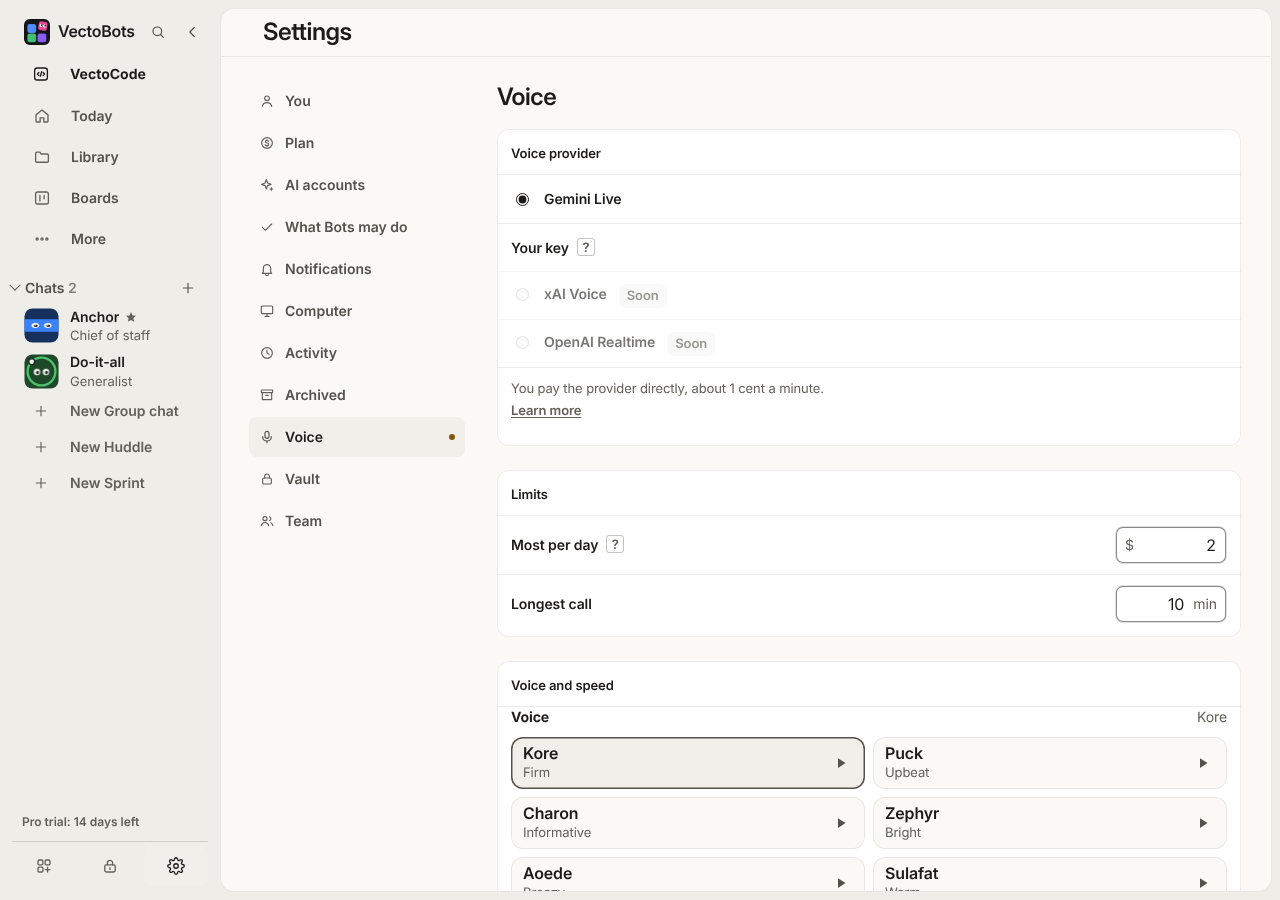 VectoBots
VectoCode
Today
Library
Boards
More
Chats 2
Anchor
Chief of staff
Do-it-all
Generalist
New Group chat
New Huddle
New Sprint
Pro trial: 14 days left
Settings
You
Plan
AI accounts
What Bots may do
Notifications
Computer
Activity
Archived
Voice
Vault
Team
Voice
Voice provider
Gemini Live
Your key ?
xAI Voice Soon
OpenAI Realtime Soon
You pay the provider directly, about 1 cent a minute.
Learn more
Limits
Most per day ? $ 2
Longest call 10 min
Voice and speed
Voice Kore
Kore
Firm
Puck
Upbeat
Charon
Informative
Zephyr
Bright
Aoede
Sulafat